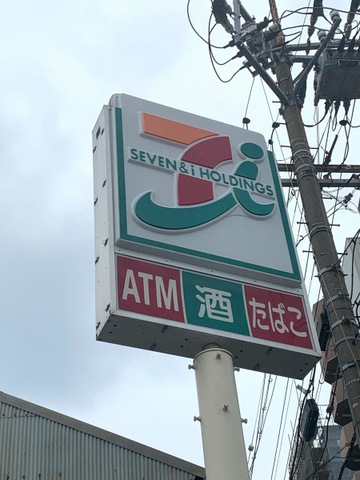 SEVEN & i HOLDINGS
ATM 酒 たばこ